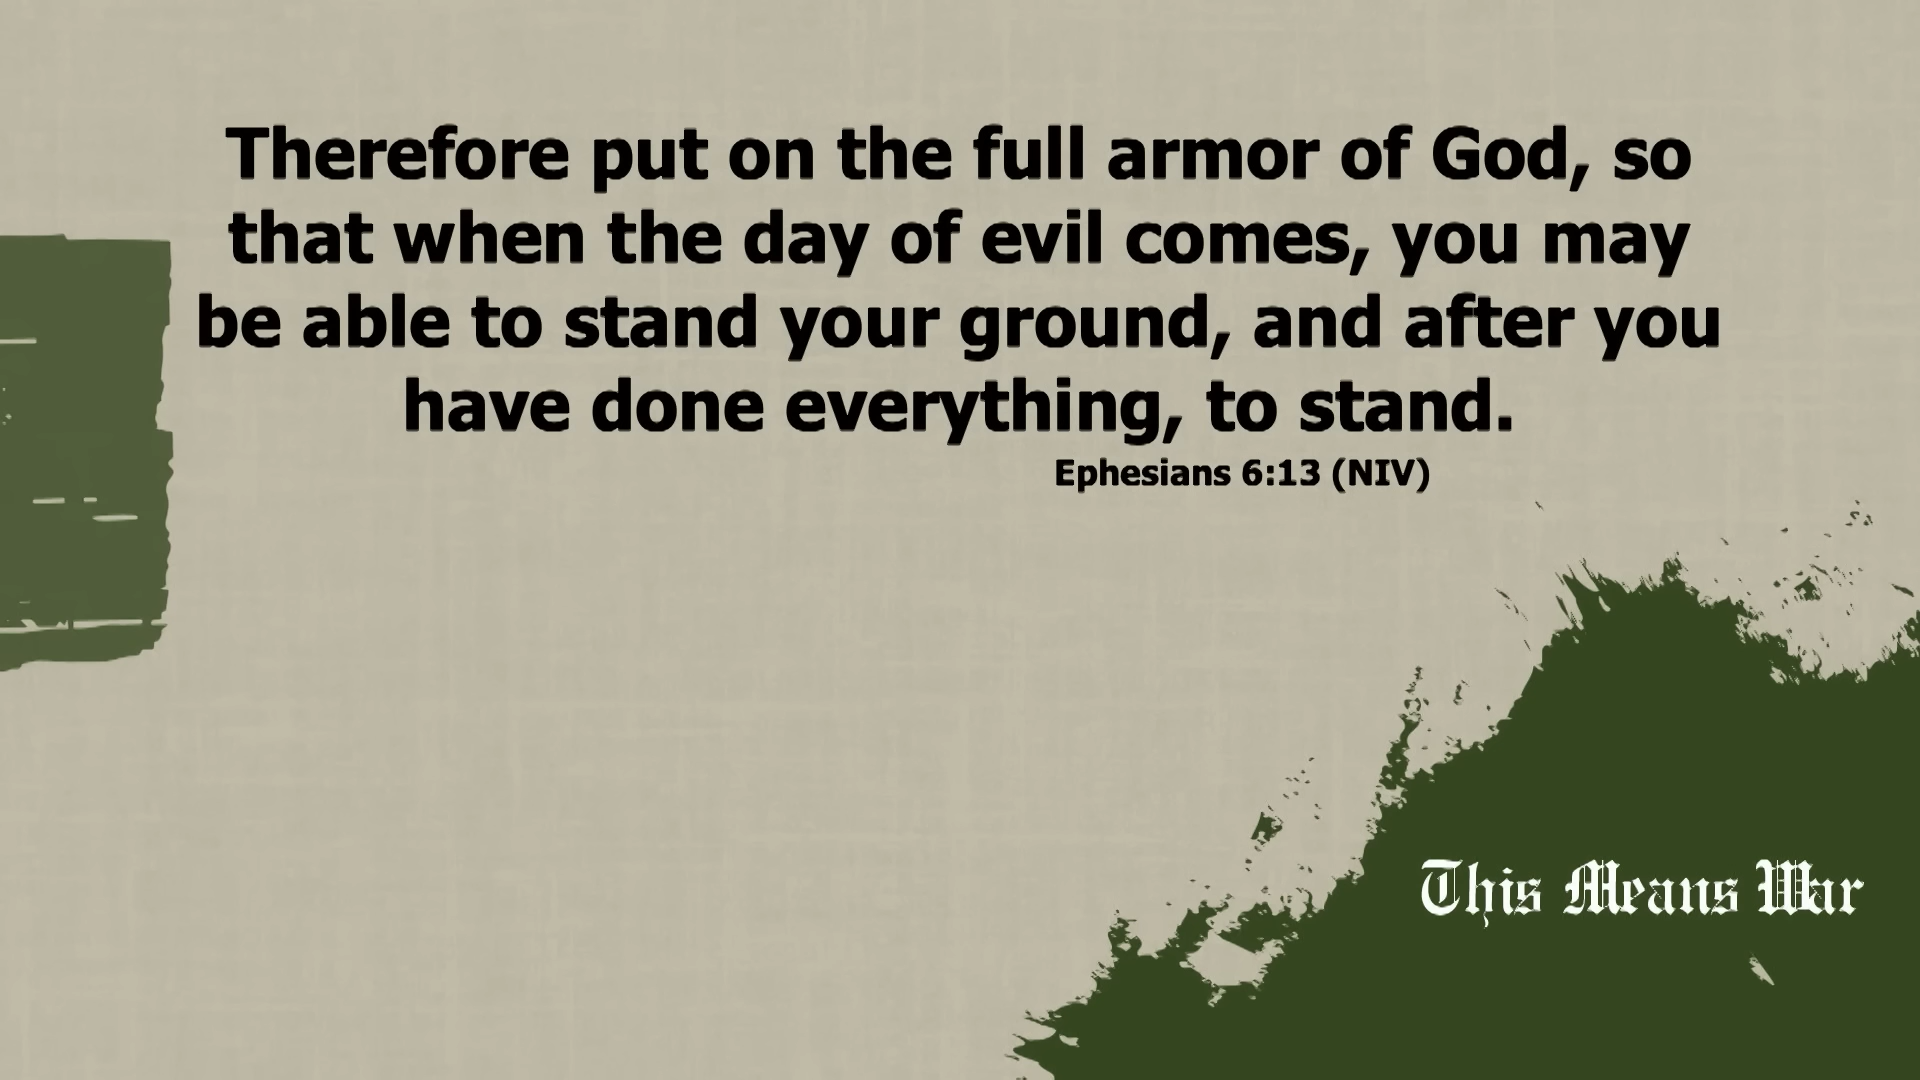 Therefore put on the full armor of God, so
that when the day of evil comes, you may
be able to stand your ground, and after you
have done everything, to stand.
Ephesians 6:13 (NIV)
This Means War